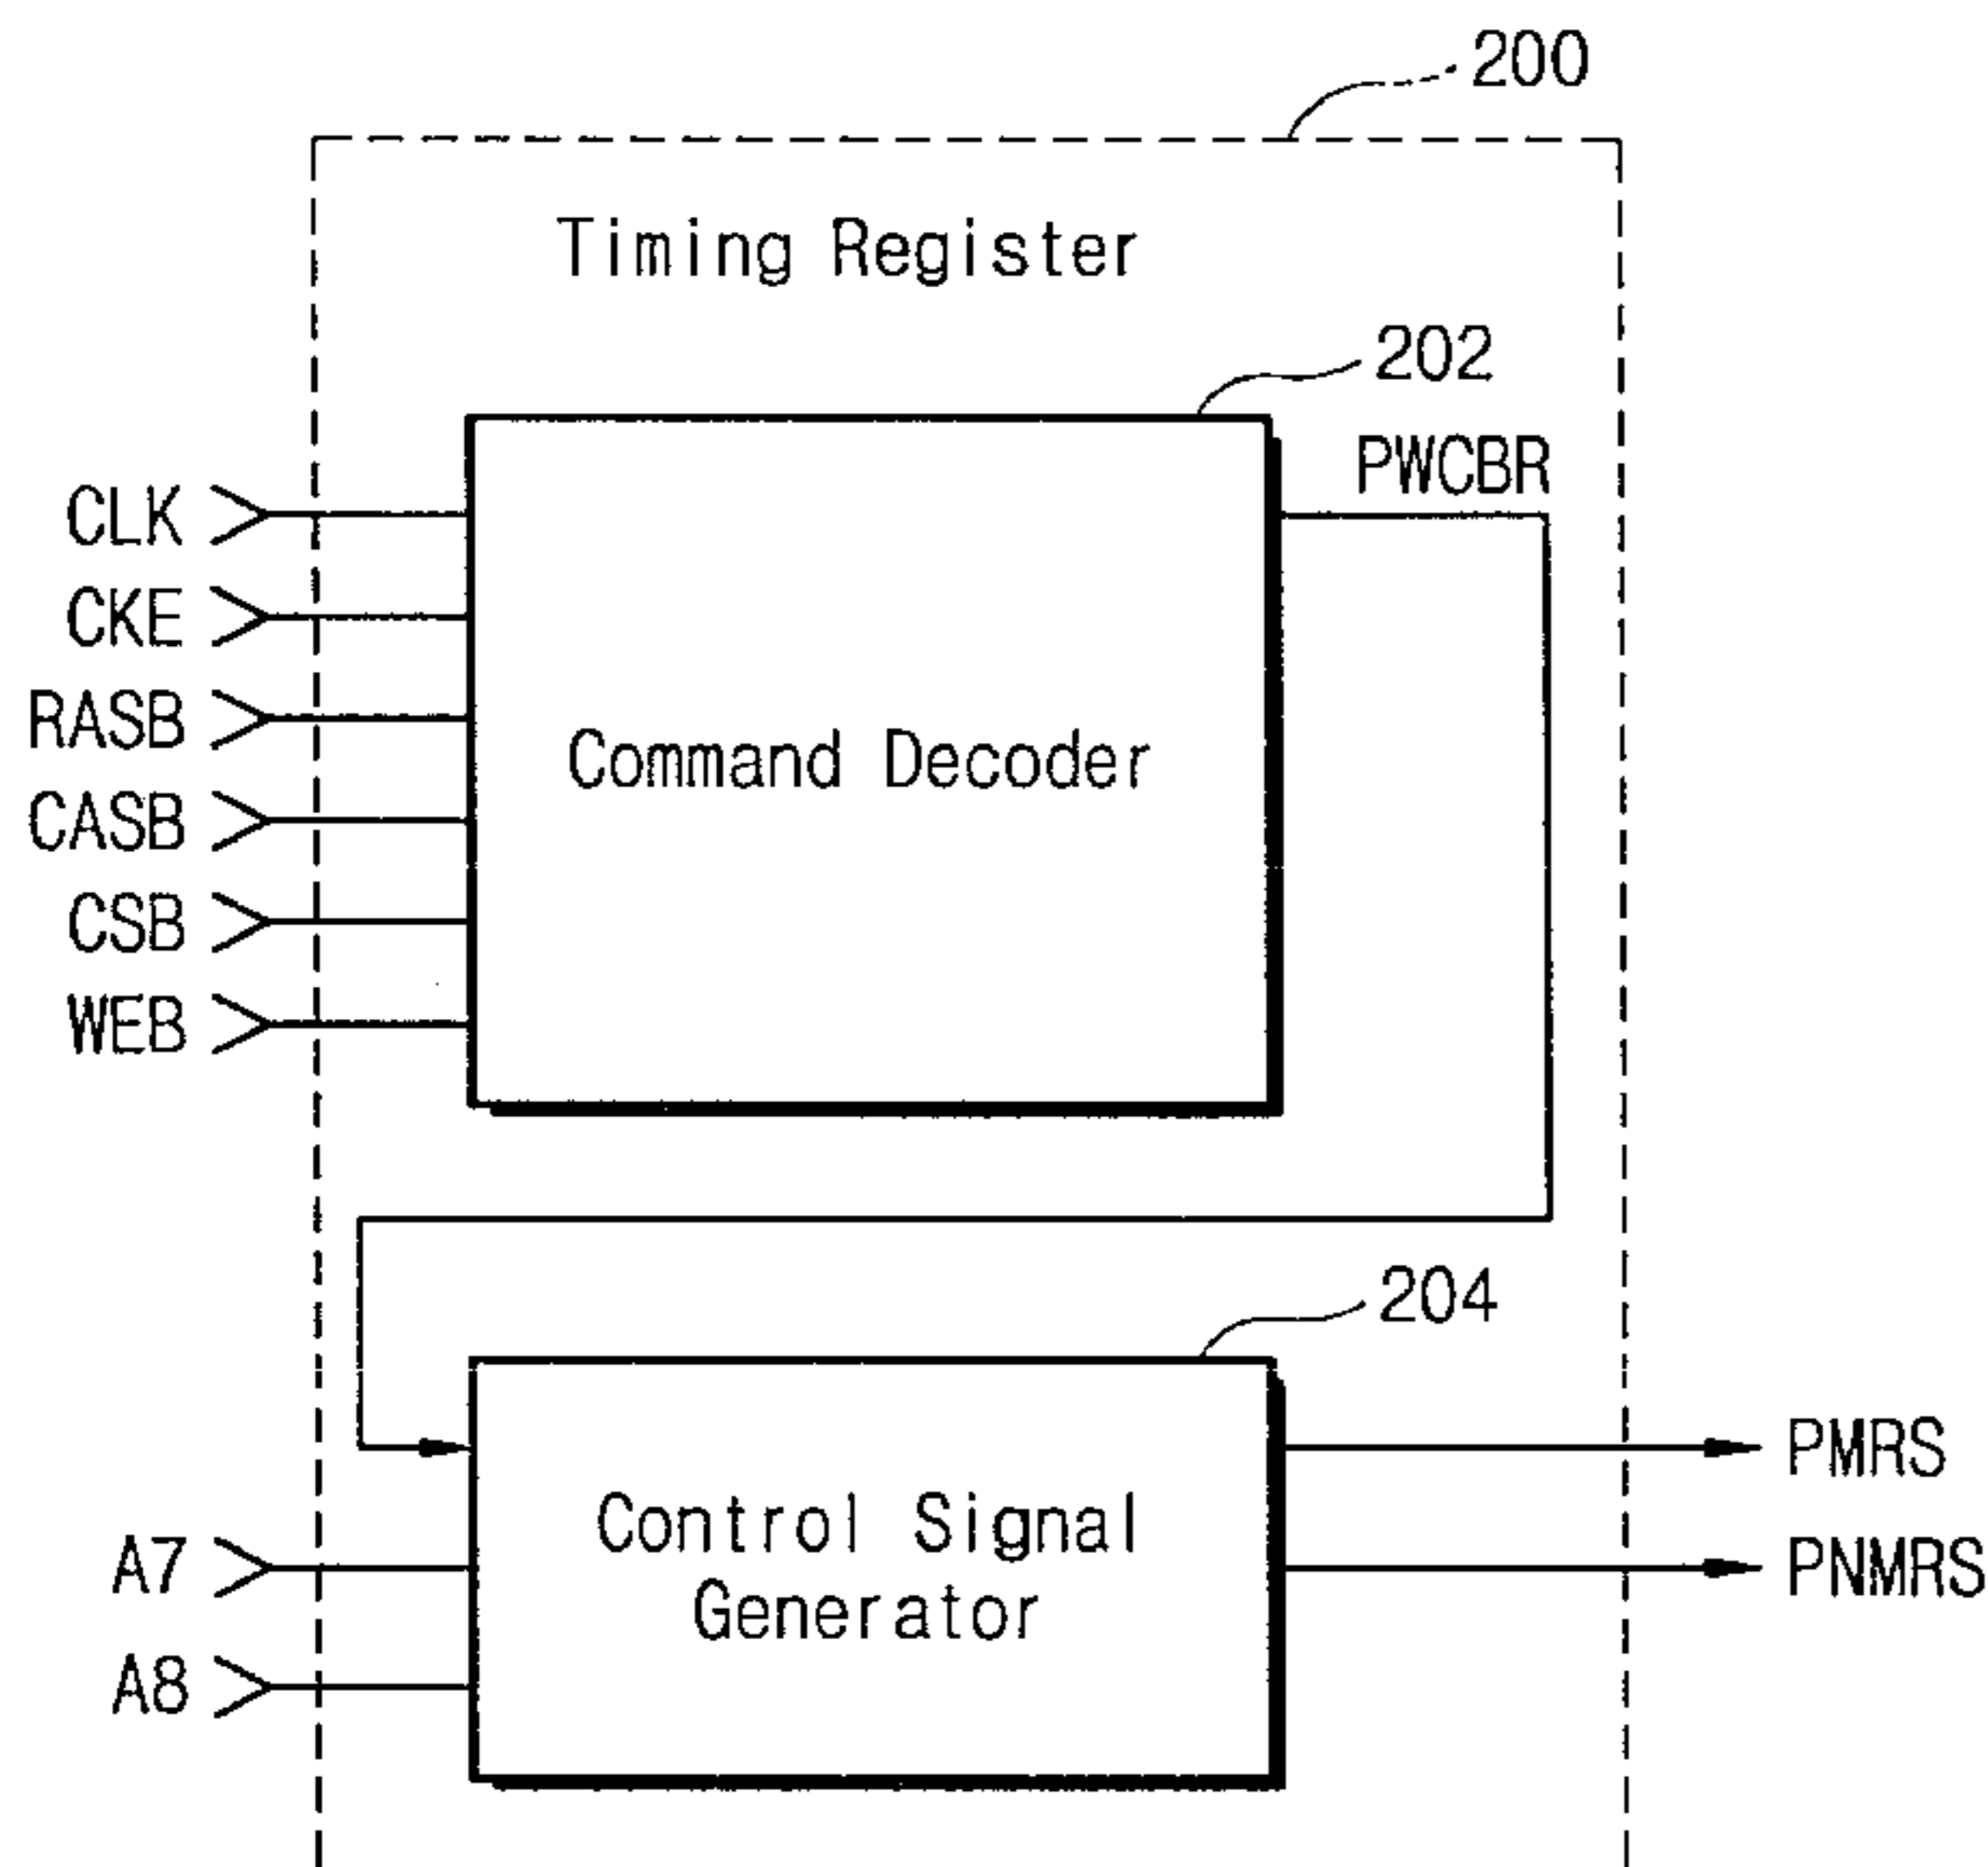 200
Timing Register
202
PWCBR
CLK
CKE
RASB
CASB
CSB
WEB
Command Decoder
204
PMRS
PNMRS
Control Signal
Generator
A7
A8